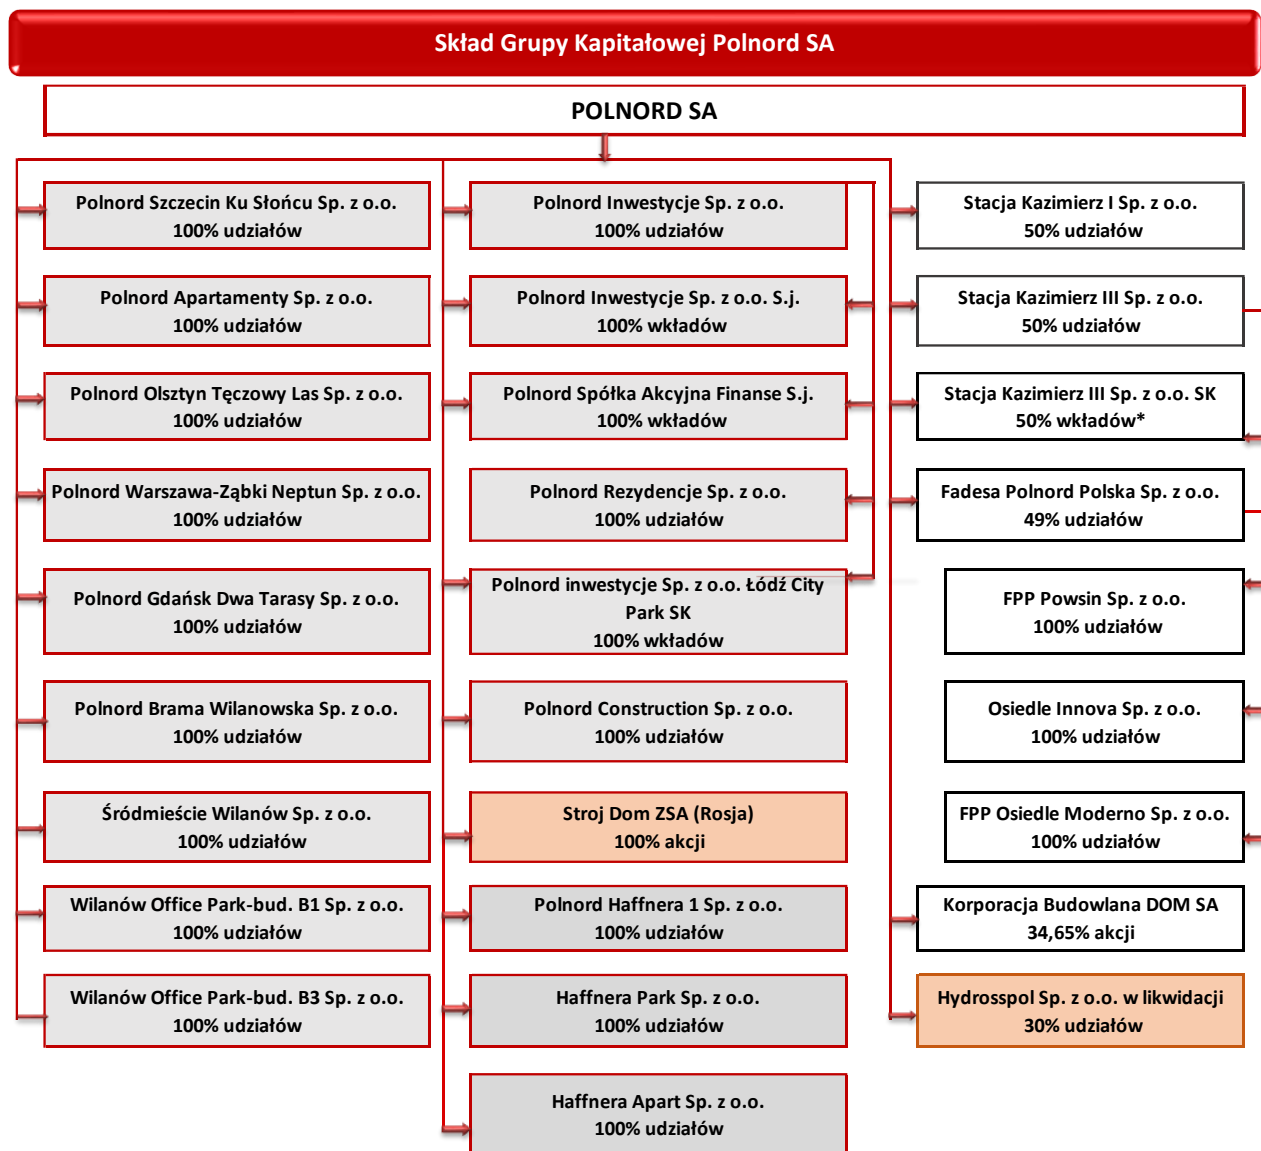 Skład Grupy Kapitałowej Polnord SA
POLNORD SA
Polnord Szczecin Ku Słońcu Sp. z o.o.
100% udziałów
Polnord Apartamenty Sp. z o.o.
100% udziałów
Polnord Olsztyn Tęczowy Las Sp. z o.o.
100% udziałów
Polnord Warszawa-Ząbki Neptun Sp. z o.o.
100% udziałów
Polnord Gdańsk Dwa Tarasy Sp. z o.o.
100% udziałów
Polnord Brama Wilanowska Sp. z o.o.
100% udziałów
Śródmieście Wilanów Sp. z o.o.
100% udziałów
Wilanów Office Park-bud. B1 Sp. z o.o.
100% udziałów
Wilanów Office Park-bud. B3 Sp. z o.o.
100% udziałów
Polnord Inwestycje Sp. z o.o.
100% udziałów
Polnord Inwestycje Sp. z o.o. S.j.
100% wkładów
Polnord Spółka Akcyjna Finanse S.j.
100% wkładów
Polnord Rezydencje Sp. z o.o.
100% udziałów
Polnord inwestycje Sp. z o.o. Łódź City
Park SK
100% wkładów
Polnord Construction Sp. z o.o.
100% udziałów
Stroj Dom ZSA (Rosja)
100% akcji
Polnord Haffnera 1 Sp. z o.o.
100% udziałów
Haffnera Park Sp. z o.o.
100% udziałów
Haffnera Apart Sp. z o.o.
100% udziałów
Stacja Kazimierz I Sp. z o.o.
50% udziałów
Stacja Kazimierz III Sp. z o.o.
50% udziałów
Stacja Kazimierz III Sp. z o.o. SK
50% wkładów*
Fadesa Polnord Polska Sp. z o.o.
49% udziałów
FPP Powsin Sp. z o.o.
100% udziałów
Osiedle Innova Sp. z o.o.
100% udziałów
FPP Osiedle Moderno Sp. z o.o.
100% udziałów
Korporacja Budowlana DOM SA
34,65% akcji
Hydrosspol Sp. z o.o. w likwidacji
30% udziałów